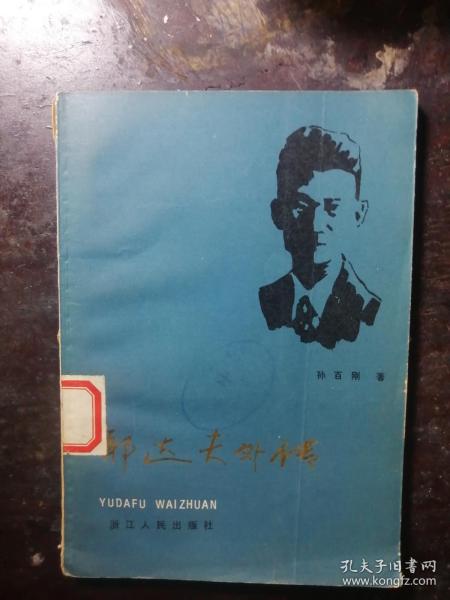 孙百刚 著
郁达夫外传
YUDAFU WAIZHUAN
浙江人民出版社
孔夫子旧书网
www.kongfz.com